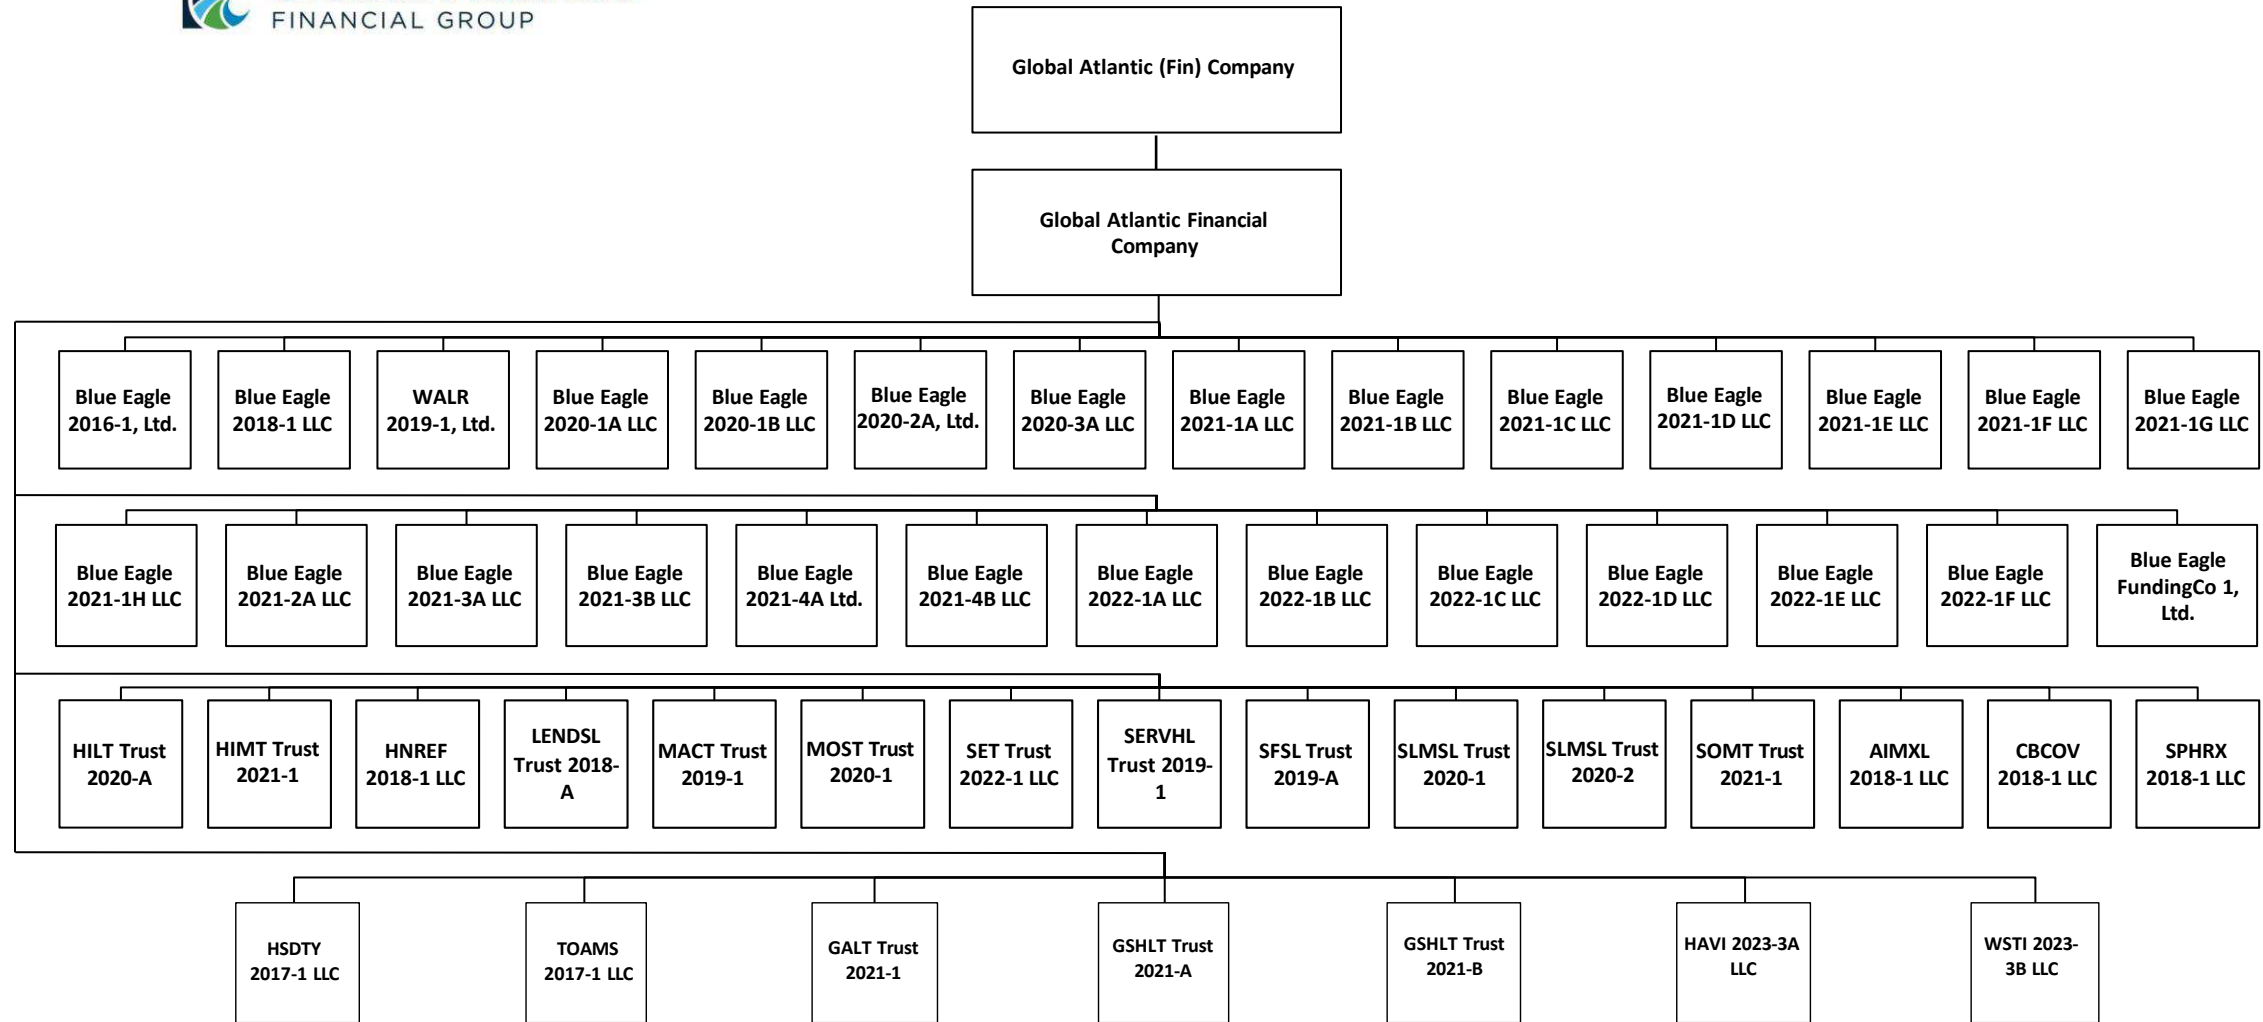 FINANCIAL GROUP
Global Atlantic (Fin) Company
Global Atlantic Financial
Company
Blue Eagle
2016-1, Ltd.
Blue Eagle
2018-1 LLC
WALR
2019-1, Ltd.
Blue Eagle
2020-1A LLC
Blue Eagle
2020-1B LLC
Blue Eagle
2020-2A, Ltd.
Blue Eagle
2020-3A LLC
Blue Eagle
2021-1A LLC
Blue Eagle
2021-1B LLC
Blue Eagle
2021-1C LLC
Blue Eagle
2021-1D LLC
Blue Eagle
2021-1E LLC
Blue Eagle
2021-1F LLC
Blue Eagle
2021-1G LLC
Blue Eagle
2021-1H LLC
Blue Eagle
2021-2A LLC
Blue Eagle
2021-3A LLC
Blue Eagle
2021-3B LLC
Blue Eagle
2021-4A Ltd.
Blue Eagle
2021-4B LLC
Blue Eagle
2022-1A LLC
Blue Eagle
2022-1B LLC
Blue Eagle
2022-1C LLC
Blue Eagle
2022-1D LLC
Blue Eagle
2022-1E LLC
Blue Eagle
2022-1F LLC
Blue Eagle
FundingCo 1,
Ltd.
HILT Trust
2020-A
HIMT Trust
2021-1
HNREF
2018-1 LLC
LENDSL
Trust 2018-
A
MACT Trust
2019-1
MOST Trust
2020-1
SET Trust
2022-1 LLC
SERVHL
Trust 2019-
1
SFSL Trust
2019-A
SLMSL Trust
2020-1
SLMSL Trust
2020-2
SOMT Trust
2021-1
AIMXL
2018-1 LLC
CBCOV
2018-1 LLC
SPHRX
2018-1 LLC
HSDTY
2017-1 LLC
TOAMS
2017-1 LLC
GALT Trust
2021-1
GSHLT Trust
2021-A
GSHLT Trust
2021-B
HAVI 2023-3A
LLC
WSTI 2023-
3B LLC